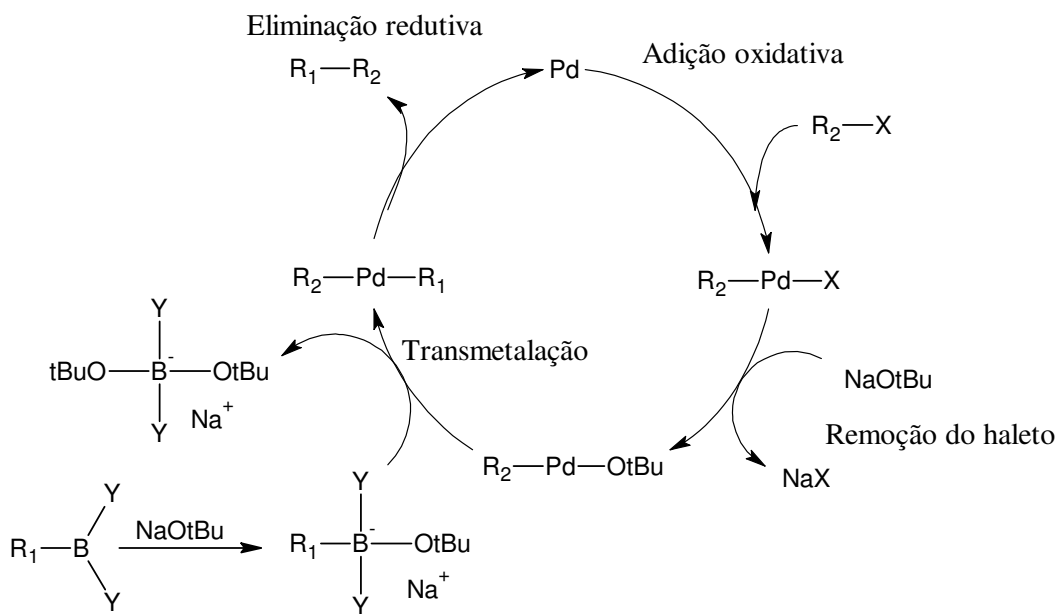 Eliminação redutiva
R₁—R₂
Pd
Adição oxidativa
R₂—X
R₂—Pd—R₁
R₂—Pd—X
Y
tBuO—B⁻—OtBu
Y
Na⁺
Transmetalação
NaOtBu
Remoção do haleto
NaX
R₂—Pd—OtBu
Y
R₁—B
Y
NaOtBu
Y
R₁—B⁻—OtBu
Y
Na⁺